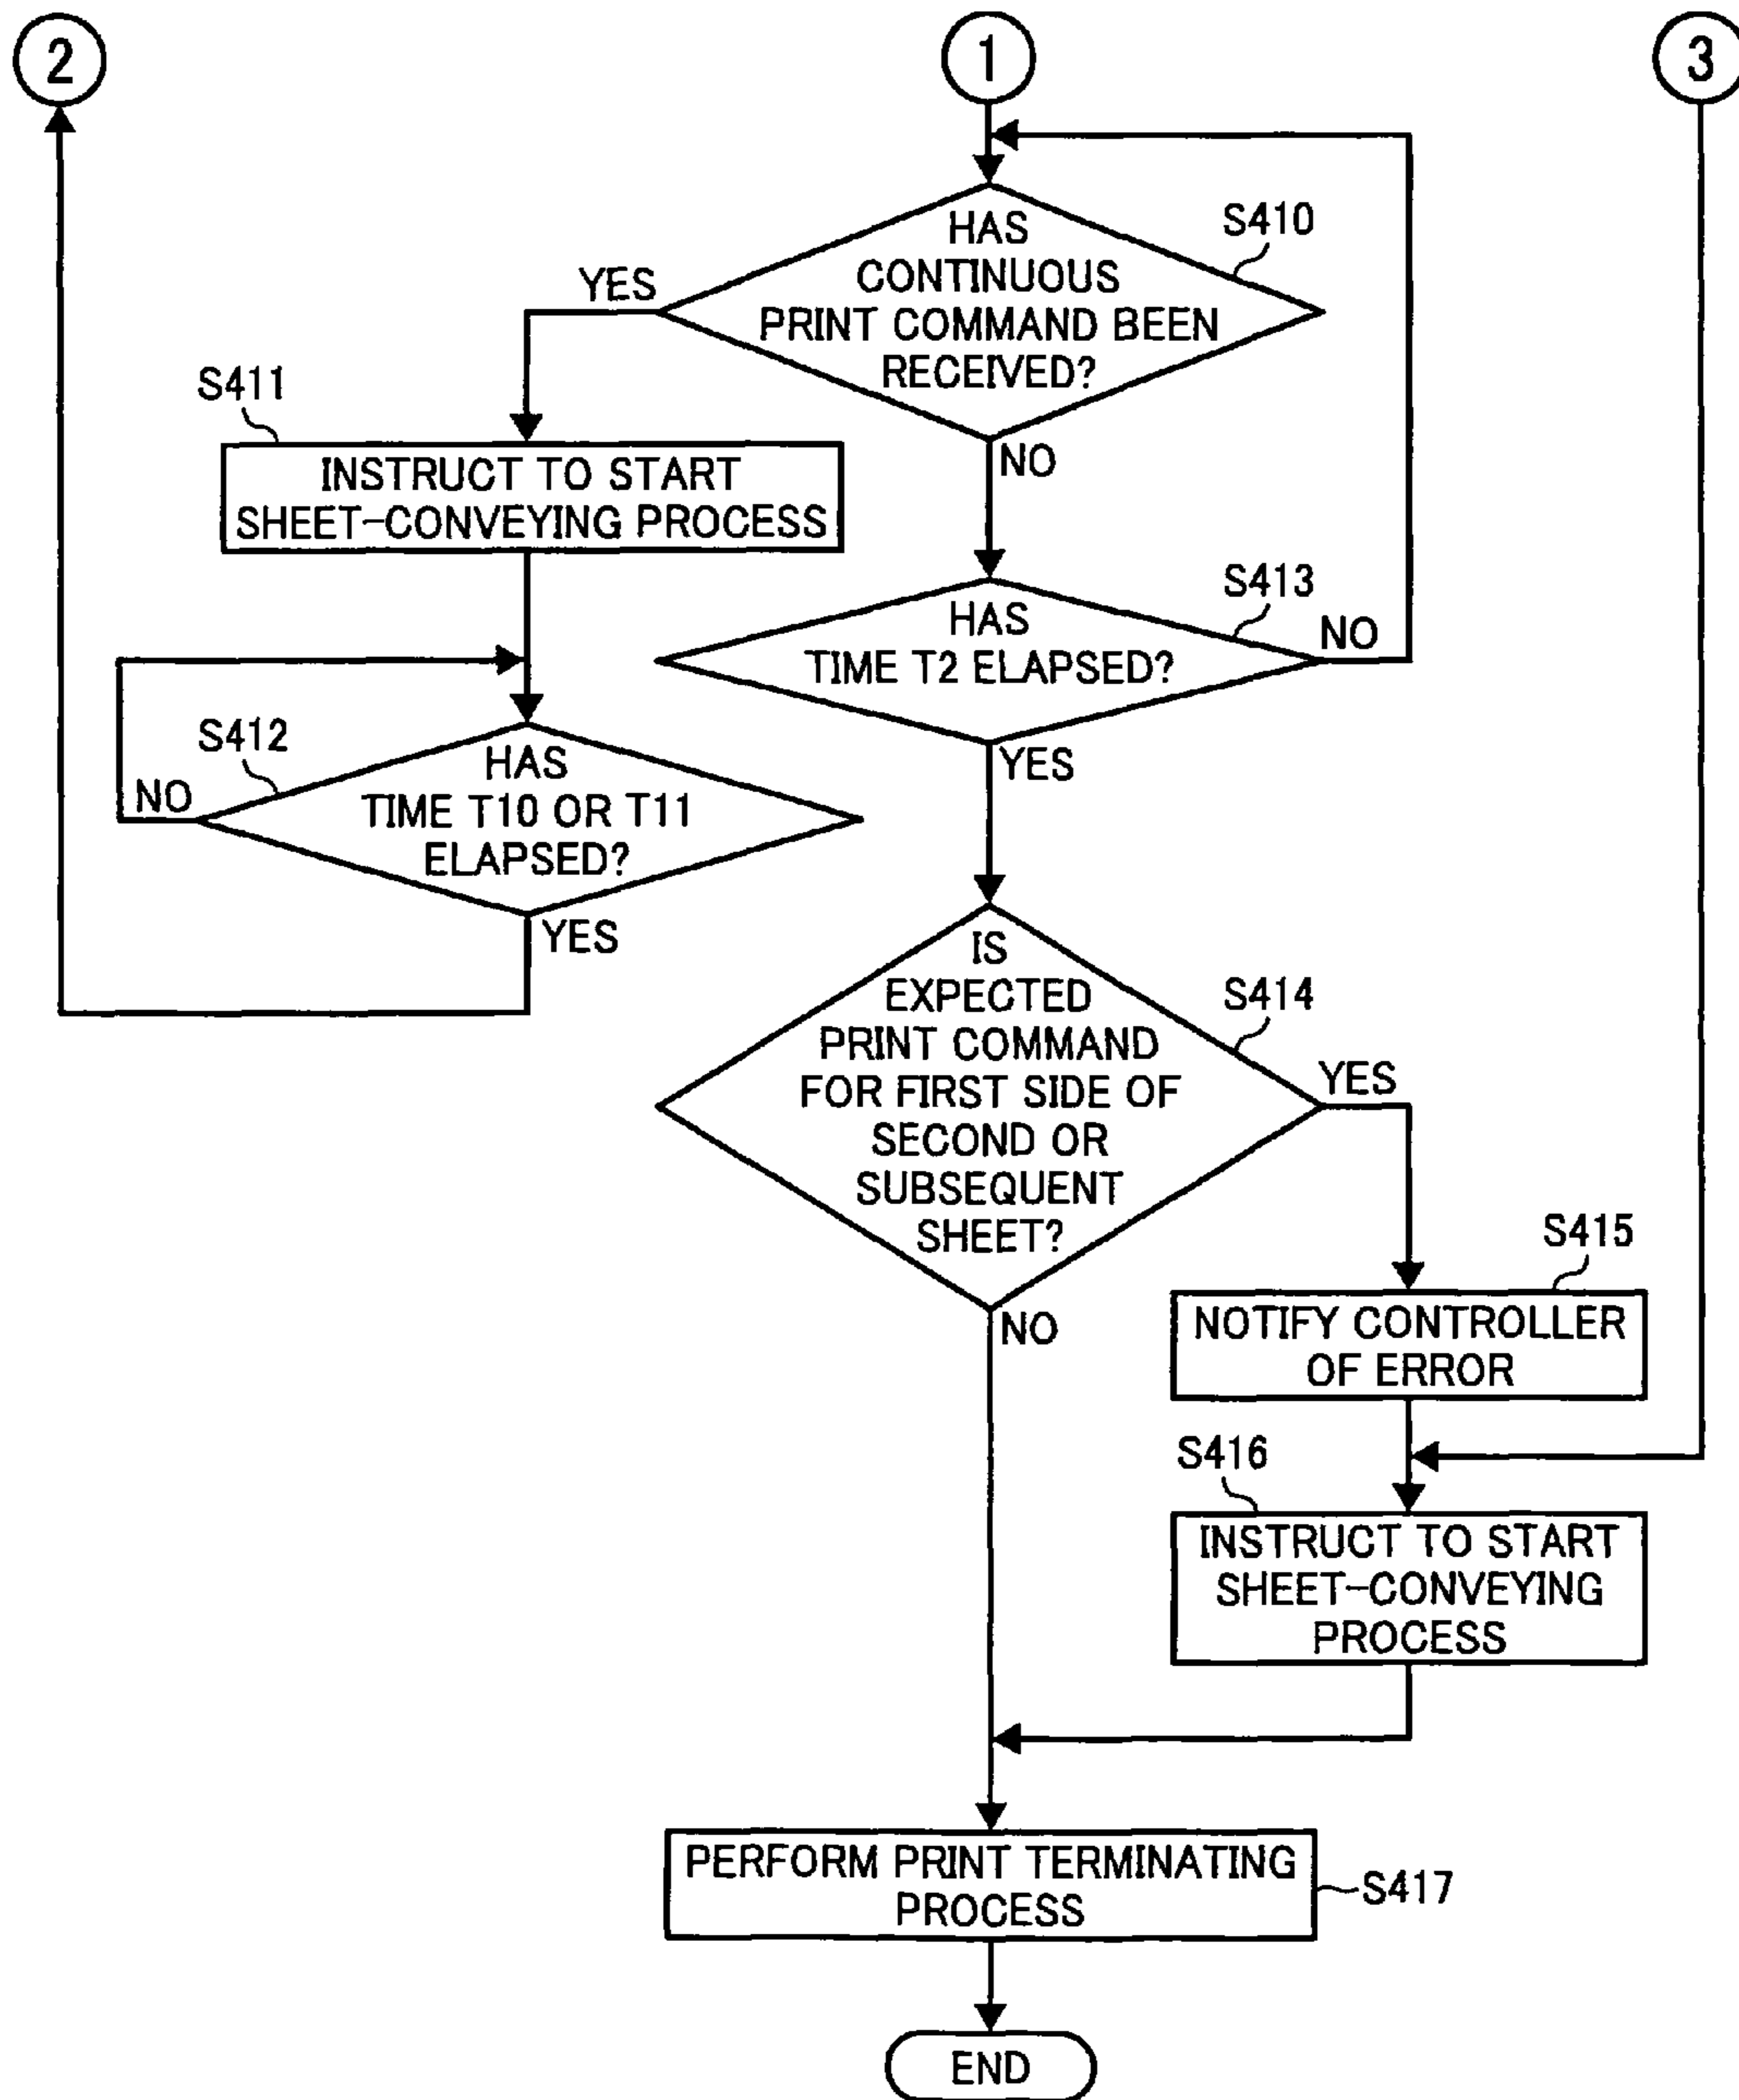 2
1
3
HAS
CONTINUOUS
PRINT COMMAND BEEN
RECEIVED?
S410
YES
NO
S411
INSTRUCT TO START
SHEET-CONVEYING PROCESS
S413
HAS
TIME T2 ELAPSED?
NO
YES
S412
HAS
TIME T10 OR T11
ELAPSED?
NO
YES
IS
EXPECTED
PRINT COMMAND
FOR FIRST SIDE OF
SECOND OR
SUBSEQUENT
SHEET?
S414
YES
NO
S415
NOTIFY CONTROLLER
OF ERROR
S416
INSTRUCT TO START
SHEET-CONVEYING
PROCESS
PERFORM PRINT TERMINATING
PROCESS
S417
END